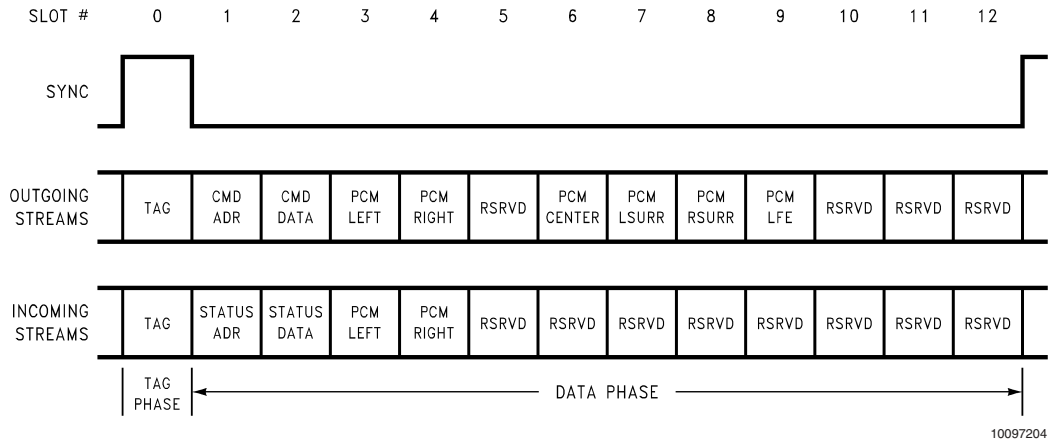 SLOT # 0 1 2 3 4 5 6 7 8 9 10 11 12
SYNC
OUTGOING
STREAMS
TAG
CMD
ADR
CMD
DATA
PCM
LEFT
PCM
RIGHT
RSRVD
PCM
CENTER
PCM
LSURR
PCM
RSURR
PCM
LFE
RSRVD
RSRVD
RSRVD
INCOMING
STREAMS
TAG
STATUS
ADR
STATUS
DATA
PCM
LEFT
PCM
RIGHT
RSRVD
RSRVD
RSRVD
RSRVD
RSRVD
RSRVD
RSRVD
RSRVD
TAG
PHASE
DATA PHASE
10097204